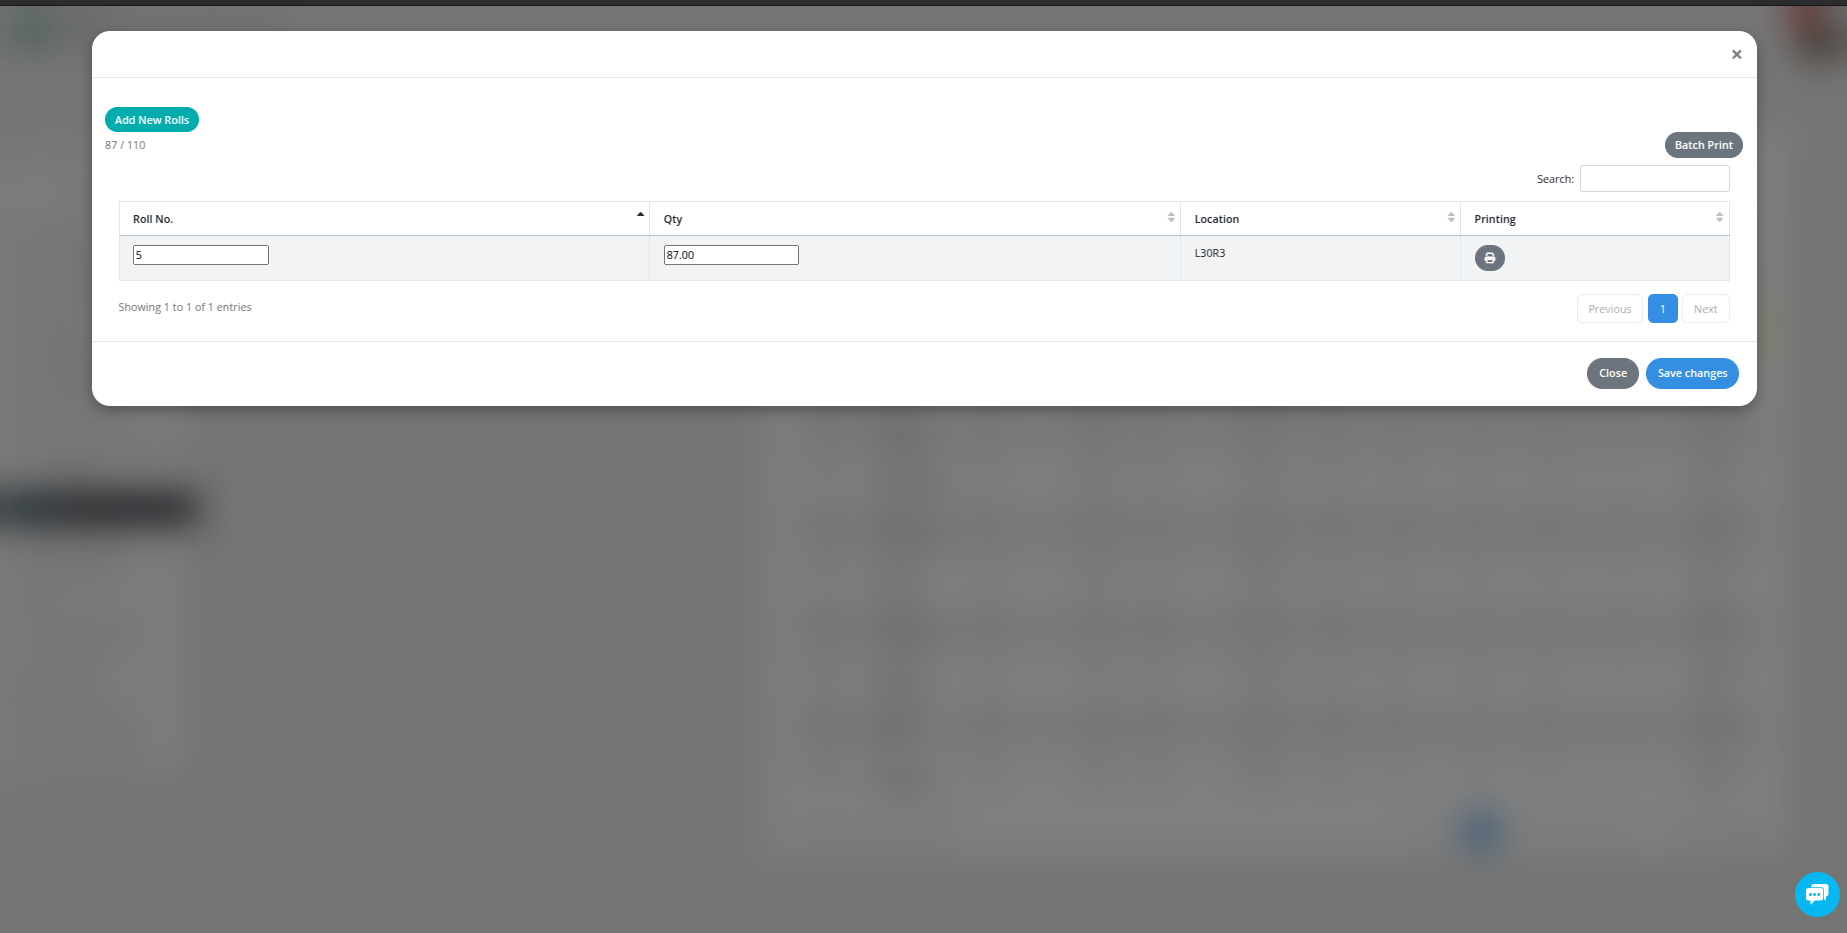 ×
Add New Rolls
87 / 110
Batch Print
Search:
Roll No. Qty Location Printing
5 87.00 L30R3
Showing 1 to 1 of 1 entries
Previous 1 Next
Close Save changes